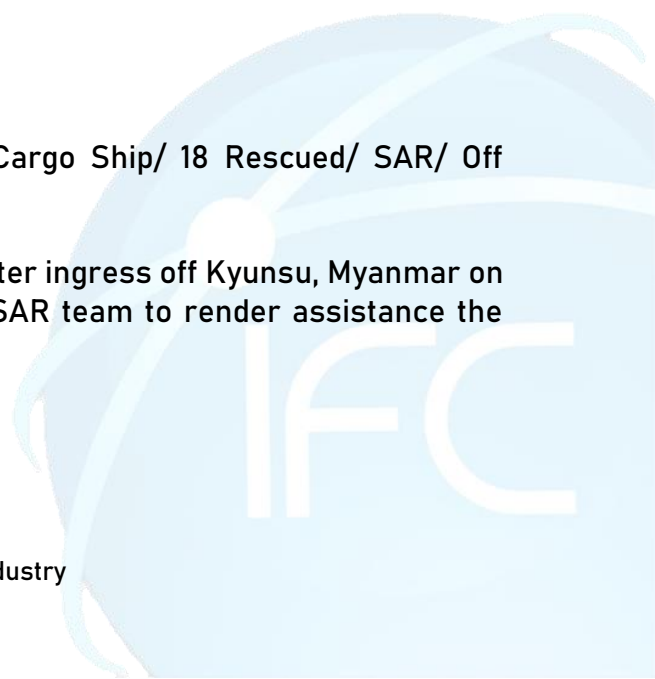 Cargo Ship/ 18 Rescued/ SAR/ Off
ter ingress off Kyunsu, Myanmar on
SAR team to render assistance the
IFC
dustry